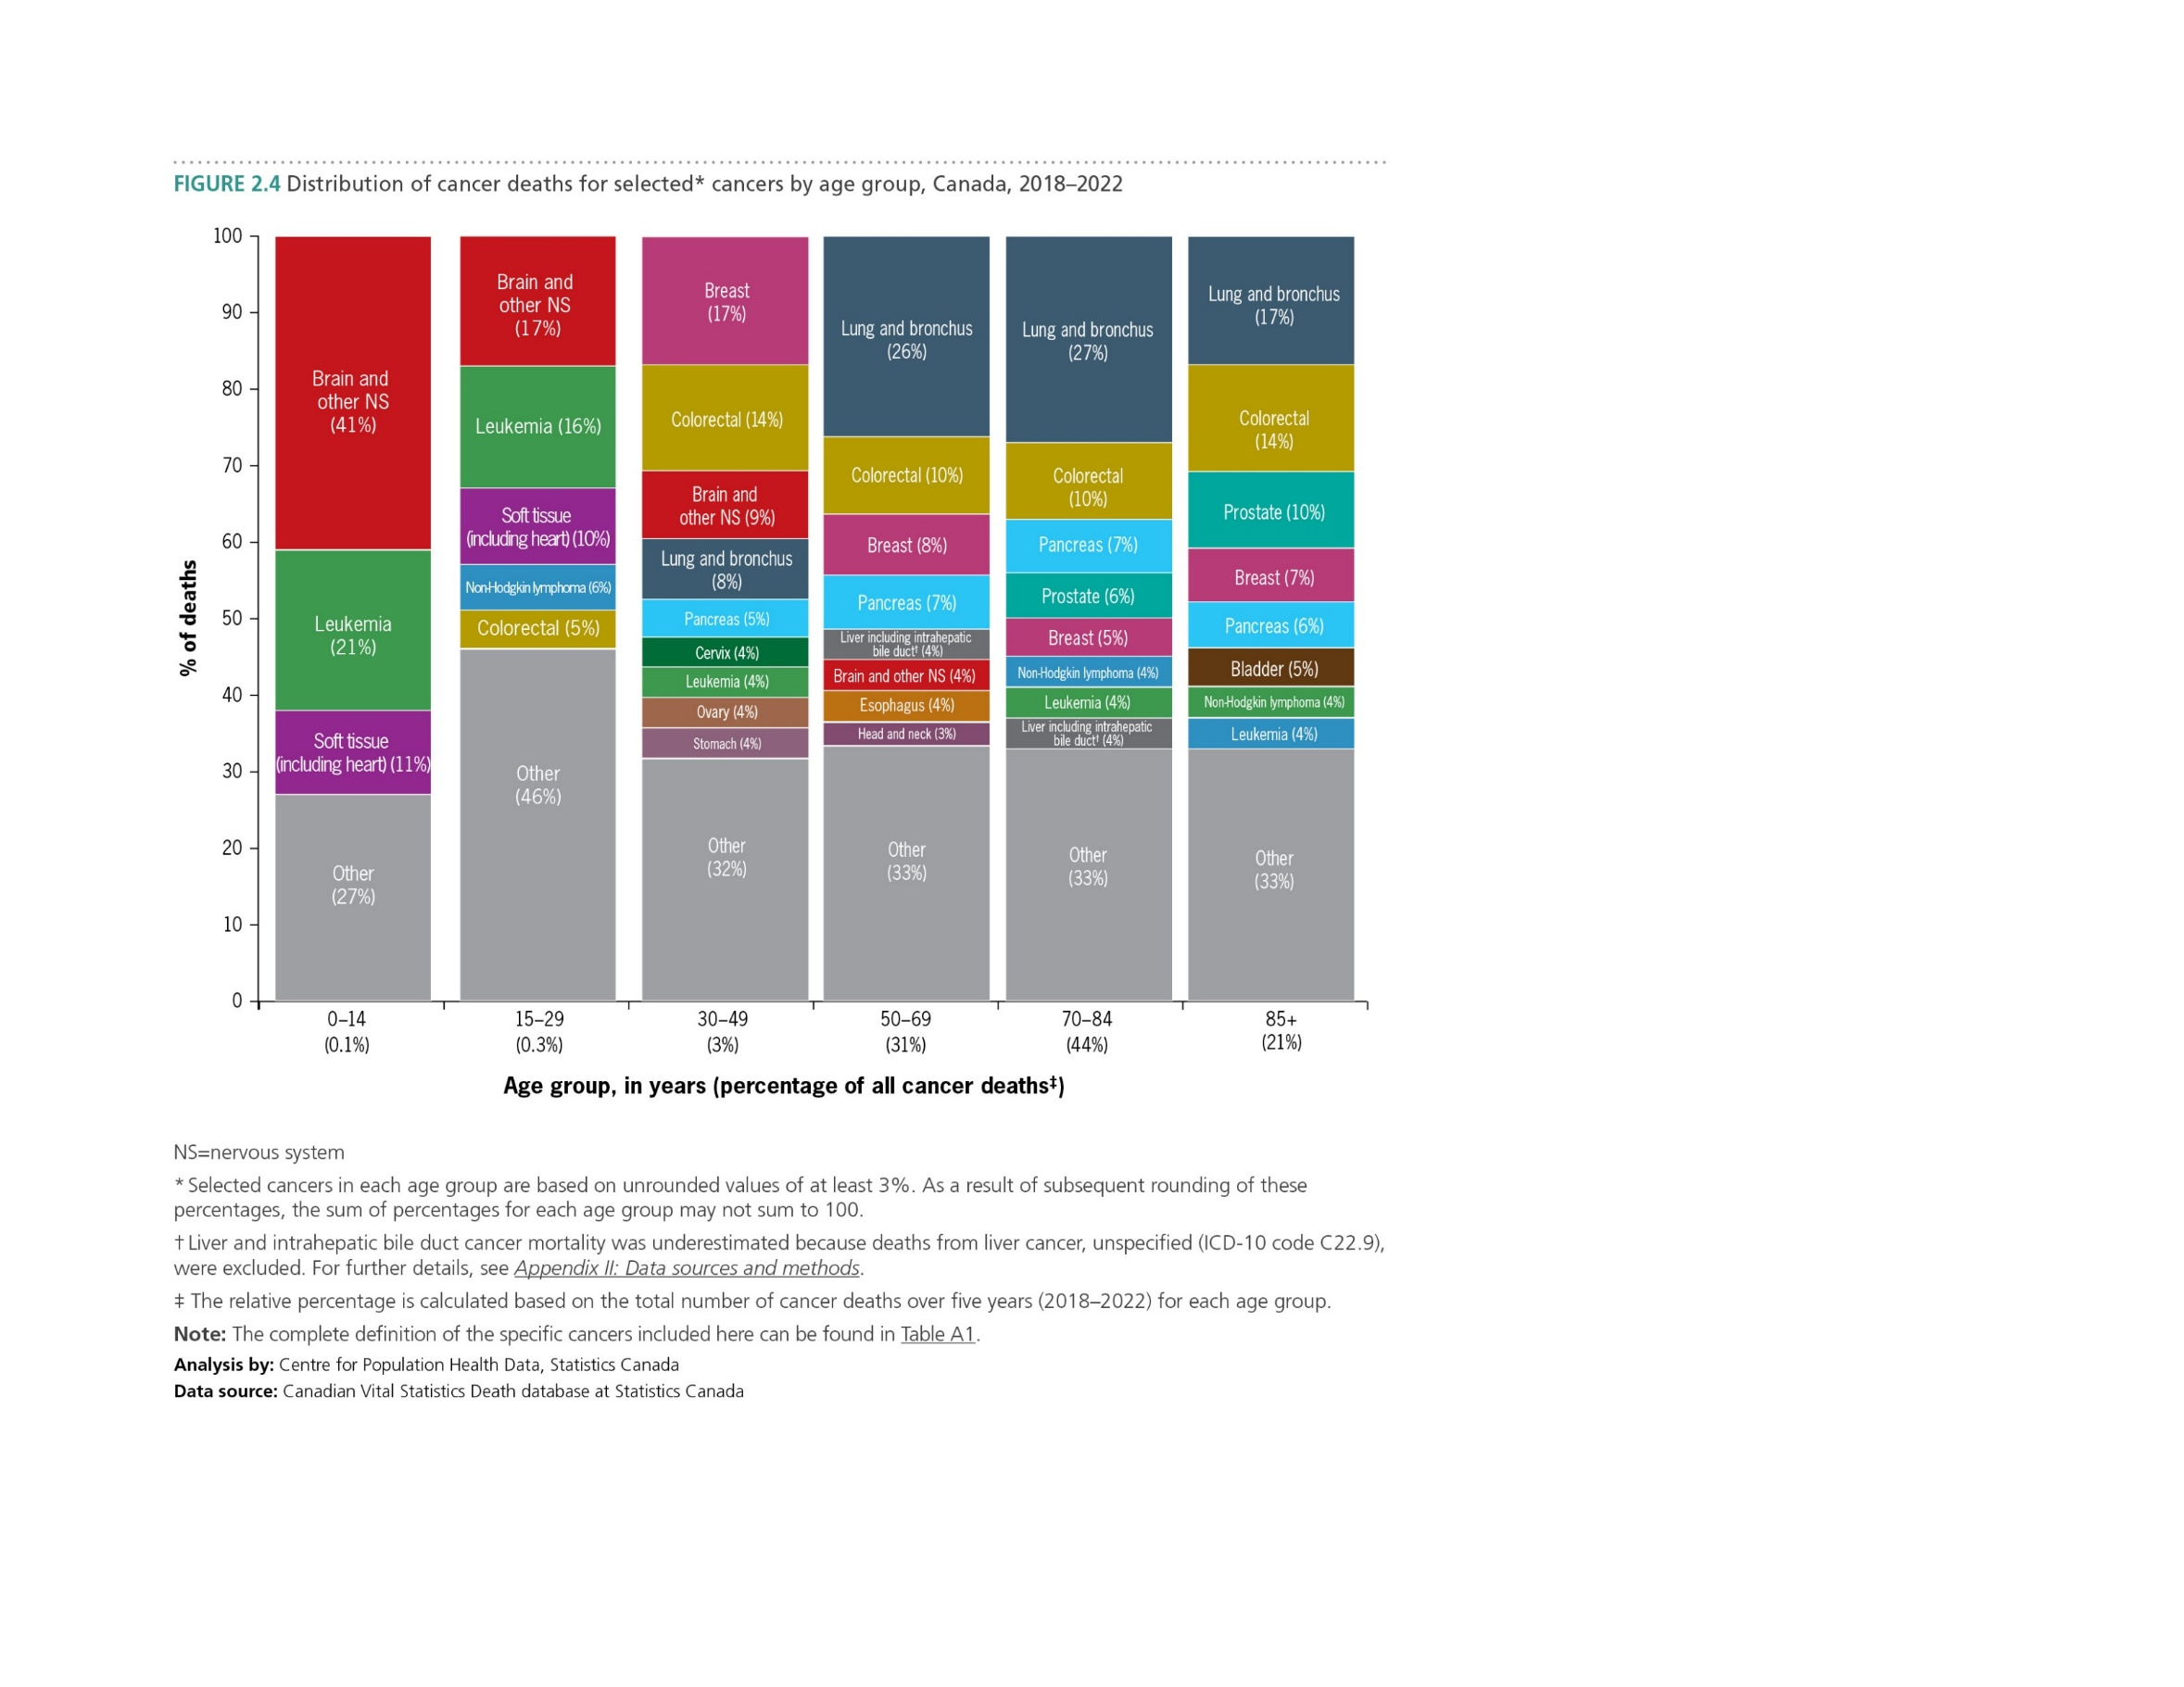 FIGURE 2.4 Distribution of cancer deaths for selected* cancers by age group, Canada, 2018–2022
% of deaths
100
90
80
70
60
50
40
30
20
10
0
Brain and
other NS
(41%)
Leukemia
(21%)
Soft tissue
(including heart) (11%)
Other
(27%)
Brain and
other NS
(17%)
Leukemia (16%)
Soft tissue
(including heart) (10%)
Non-Hodgkin lymphoma (6%)
Colorectal (5%)
Other
(46%)
Breast
(17%)
Colorectal (14%)
Brain and
other NS (9%)
Lung and bronchus
(8%)
Pancreas (5%)
Cervix (4%)
Leukemia (4%)
Ovary (4%)
Stomach (4%)
Other
(32%)
Lung and bronchus
(26%)
Colorectal (10%)
Breast (8%)
Pancreas (7%)
Liver including intrahepatic
bile duct† (4%)
Brain and other NS (4%)
Esophagus (4%)
Head and neck (3%)
Other
(33%)
Lung and bronchus
(27%)
Colorectal
(10%)
Pancreas (7%)
Prostate (6%)
Breast (5%)
Non-Hodgkin lymphoma (4%)
Leukemia (4%)
Liver including intrahepatic
bile duct† (4%)
Other
(33%)
Lung and bronchus
(17%)
Colorectal
(14%)
Prostate (10%)
Breast (7%)
Pancreas (6%)
Bladder (5%)
Non-Hodgkin lymphoma (4%)
Leukemia (4%)
Other
(33%)
0–14
(0.1%)
15–29
(0.3%)
30–49
(3%)
50–69
(31%)
70–84
(44%)
85+
(21%)
Age group, in years (percentage of all cancer deaths‡)
NS=nervous system
* Selected cancers in each age group are based on unrounded values of at least 3%. As a result of subsequent rounding of these
percentages, the sum of percentages for each age group may not sum to 100.
† Liver and intrahepatic bile duct cancer mortality was underestimated because deaths from liver cancer, unspecified (ICD-10 code C22.9),
were excluded. For further details, see Appendix II: Data sources and methods.
‡ The relative percentage is calculated based on the total number of cancer deaths over five years (2018–2022) for each age group.
Note: The complete definition of the specific cancers included here can be found in Table A1.
Analysis by: Centre for Population Health Data, Statistics Canada
Data source: Canadian Vital Statistics Death database at Statistics Canada